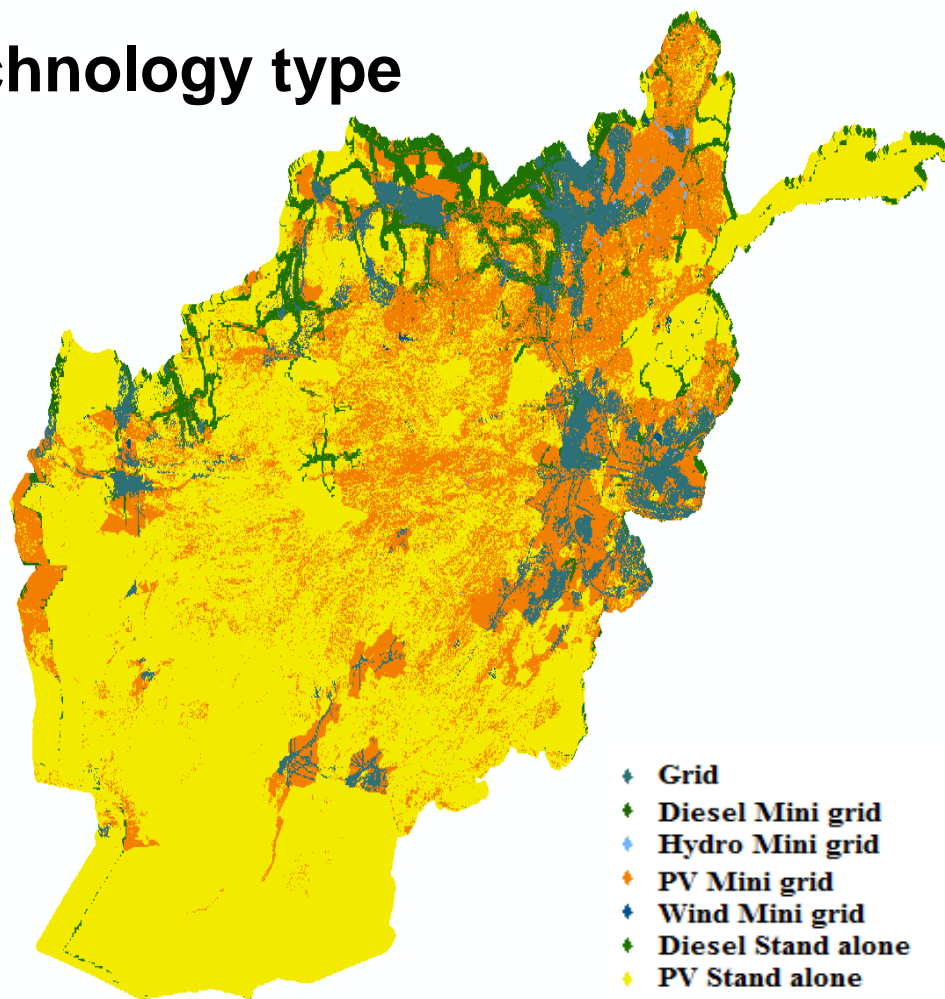 chnology type
Grid
Diesel Mini grid
Hydro Mini grid
PV Mini grid
Wind Mini grid
Diesel Stand alone
PV Stand alone